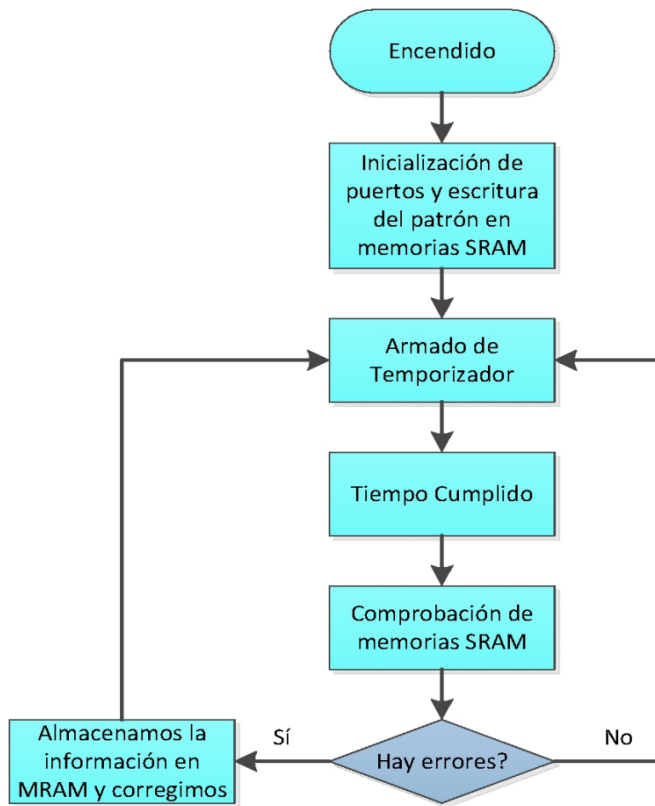 Encendido
Inicialización de
puertos y escritura
del patrón en
memorias SRAM
Armado de
Temporizador
Tiempo Cumplido
Comprobación de
memorias SRAM
Hay errores?
Sí
No
Almacenamos la
información en
MRAM y corregimos